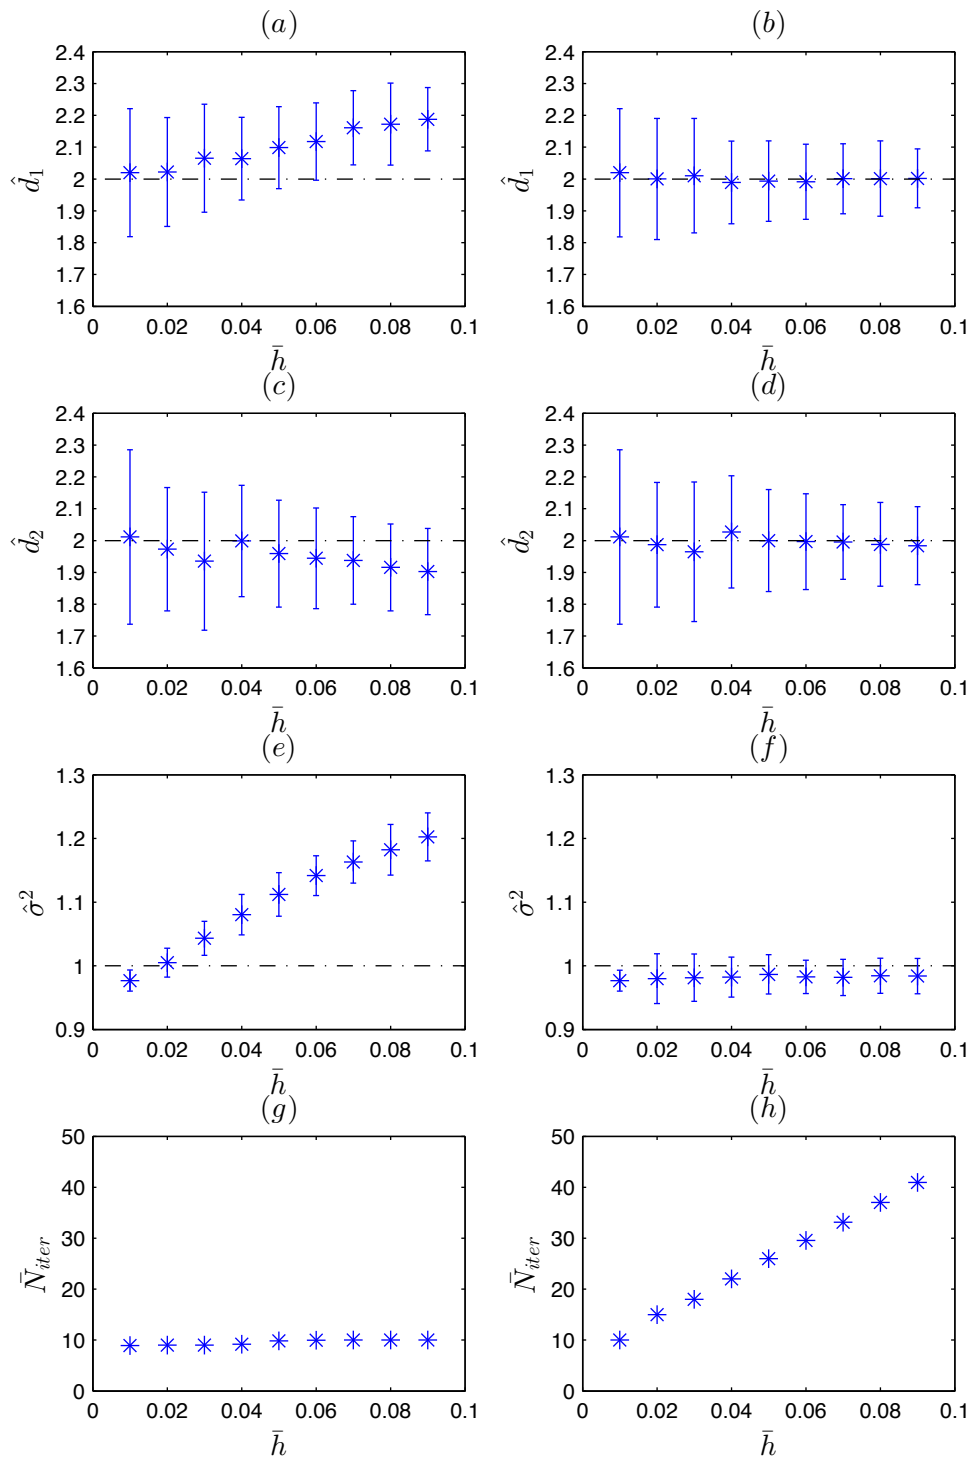 (a) (b)
2.4 2.4
2.3 2.3
2.2 2.2
2.1 2.1
2 2
1.9 1.9
1.8 1.8
1.7 1.7
1.6 1.6
d̂₁ d̂₁
0 0.02 0.04 0.06 0.08 0.1 0 0.02 0.04 0.06 0.08 0.1
h̄ h̄
(c) (d)
2.4 2.4
2.3 2.3
2.2 2.2
2.1 2.1
2 2
1.9 1.9
1.8 1.8
1.7 1.7
1.6 1.6
d̂₂ d̂₂
0 0.02 0.04 0.06 0.08 0.1 0 0.02 0.04 0.06 0.08 0.1
h̄ h̄
(e) (f)
1.3 1.3
1.2 1.2
1.1 1.1
1 1
0.9 0.9
σ̂² σ̂²
0 0.02 0.04 0.06 0.08 0.1 0 0.02 0.04 0.06 0.08 0.1
h̄ h̄
(g) (h)
50 50
40 40
30 30
20 20
10 10
0 0
N̄iter N̄iter
0 0.02 0.04 0.06 0.08 0.1 0 0.02 0.04 0.06 0.08 0.1
h̄ h̄